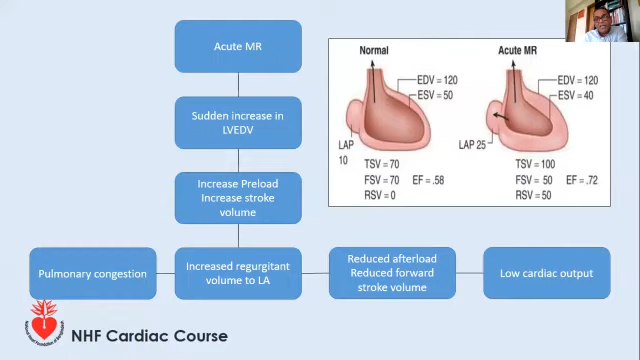 Acute MR
Sudden increase in
LVEDV
Increase Preload
Increase stroke
volume
Pulmonary congestion
Increased regurgitant
volume to LA
Reduced afterload
Reduced forward
stroke volume
Low cardiac output
Normal
EDV = 120
ESV = 50
LAP
10
TSV = 70
FSV = 70 EF = .58
RSV = 0
Acute MR
EDV = 120
ESV = 40
LAP 25
TSV = 100
FSV = 50 EF = .72
RSV = 50
NHF Cardiac Course